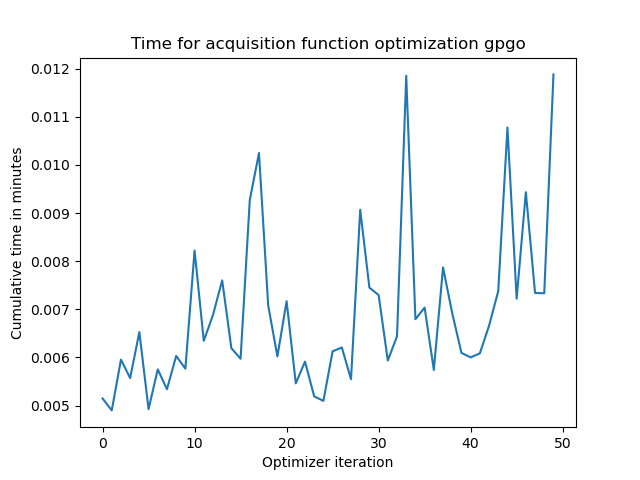 Time for acquisition function optimization gpgo
0.012
0.011
0.010
0.009
0.008
0.007
0.006
0.005
Cumulative time in minutes
0 10 20 30 40 50
Optimizer iteration